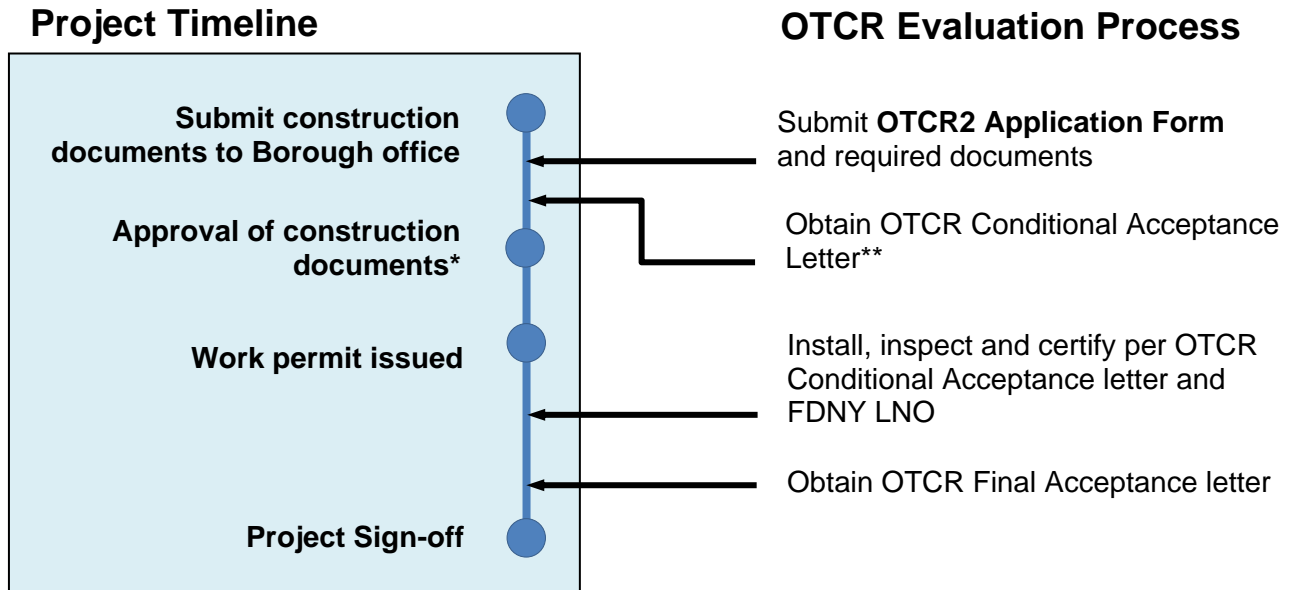 Project Timeline
OTCR Evaluation Process
Submit construction
documents to Borough office
Submit OTCR2 Application Form
and required documents
Approval of construction
documents*
Obtain OTCR Conditional Acceptance
Letter**
Work permit issued
Install, inspect and certify per OTCR
Conditional Acceptance letter and
FDNY LNO
Obtain OTCR Final Acceptance letter
Project Sign-off